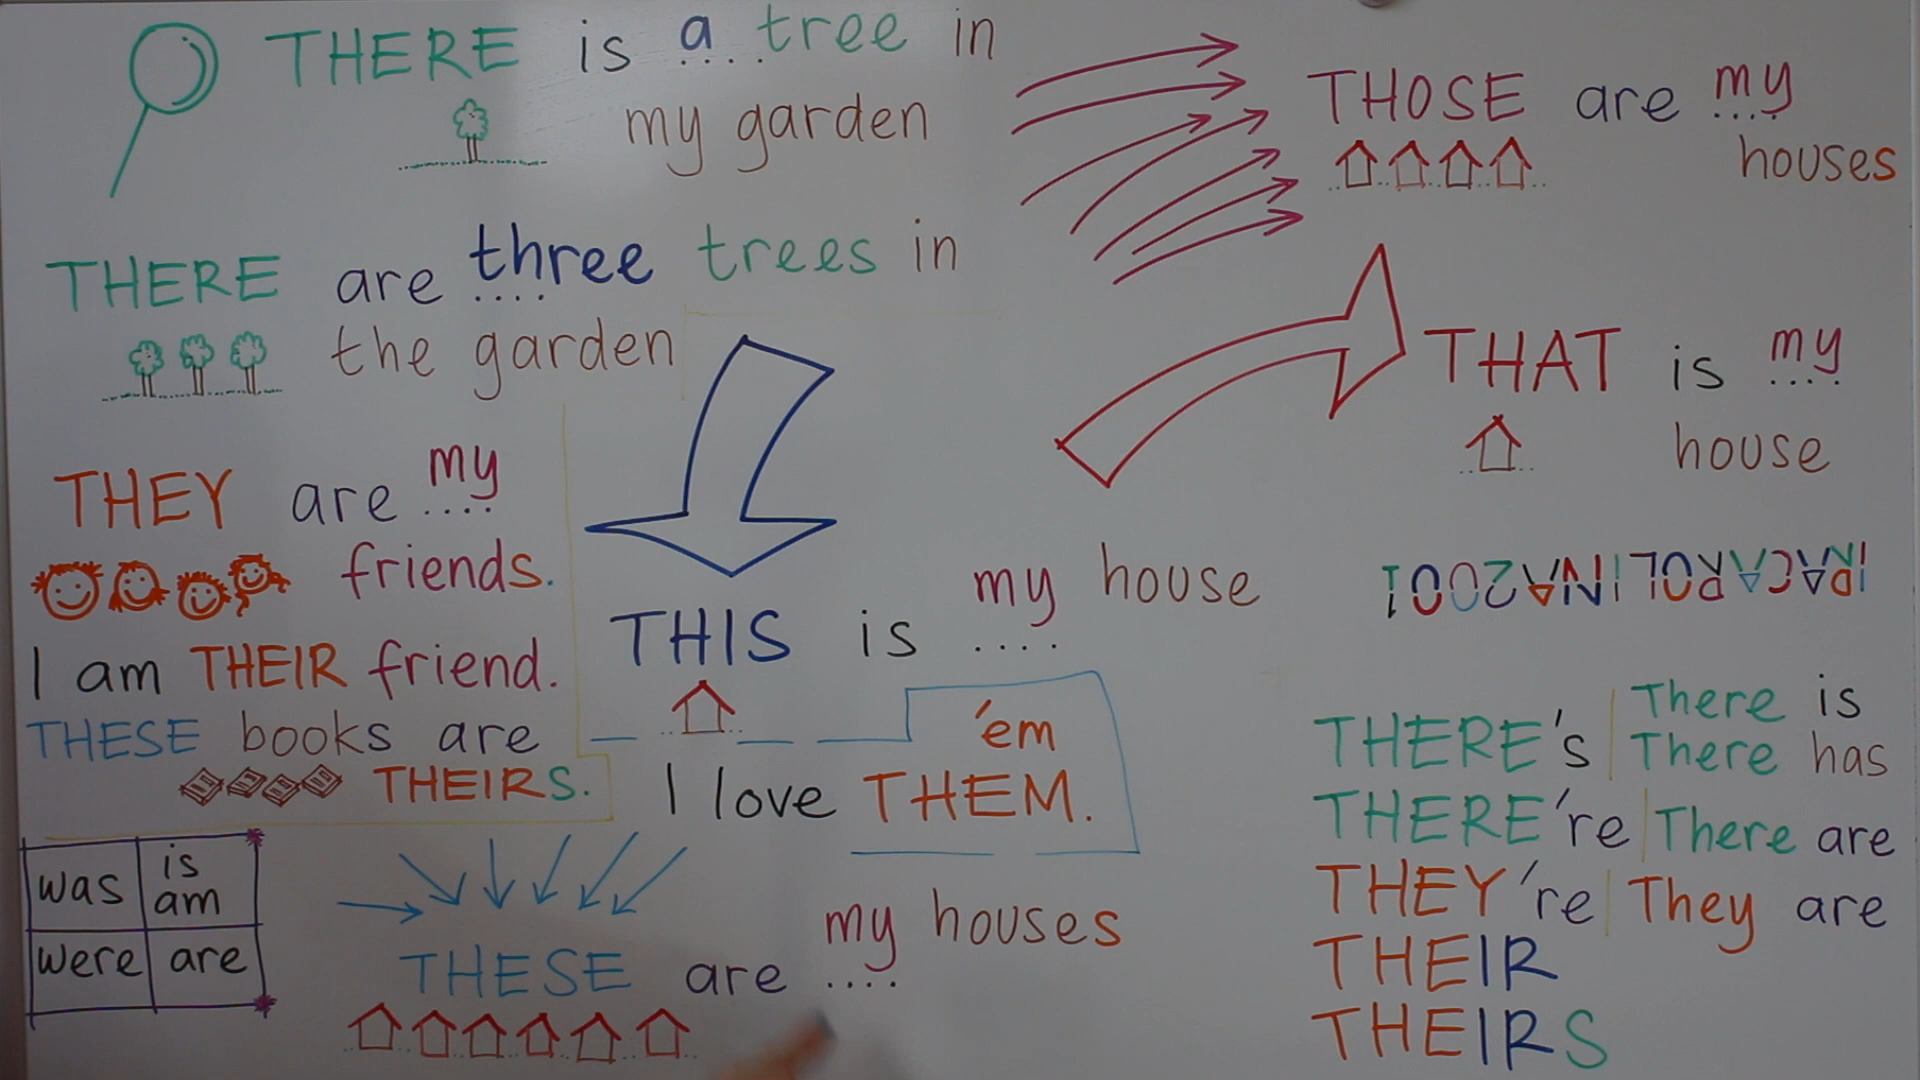 THERE is a tree in
my garden
THERE are three trees in
the garden
THEY are my
friends.
I am THEIR friend.
THESE books are
THEIRS.
was is
am
were are
THIS is my house
'em
I love THEM.
THESE are my houses
THOSE are my
houses
THAT is my
house
IRACAROLINA2001
THERE's There is
There has
THERE're There are
THEY're They are
THEIR
THEIRS